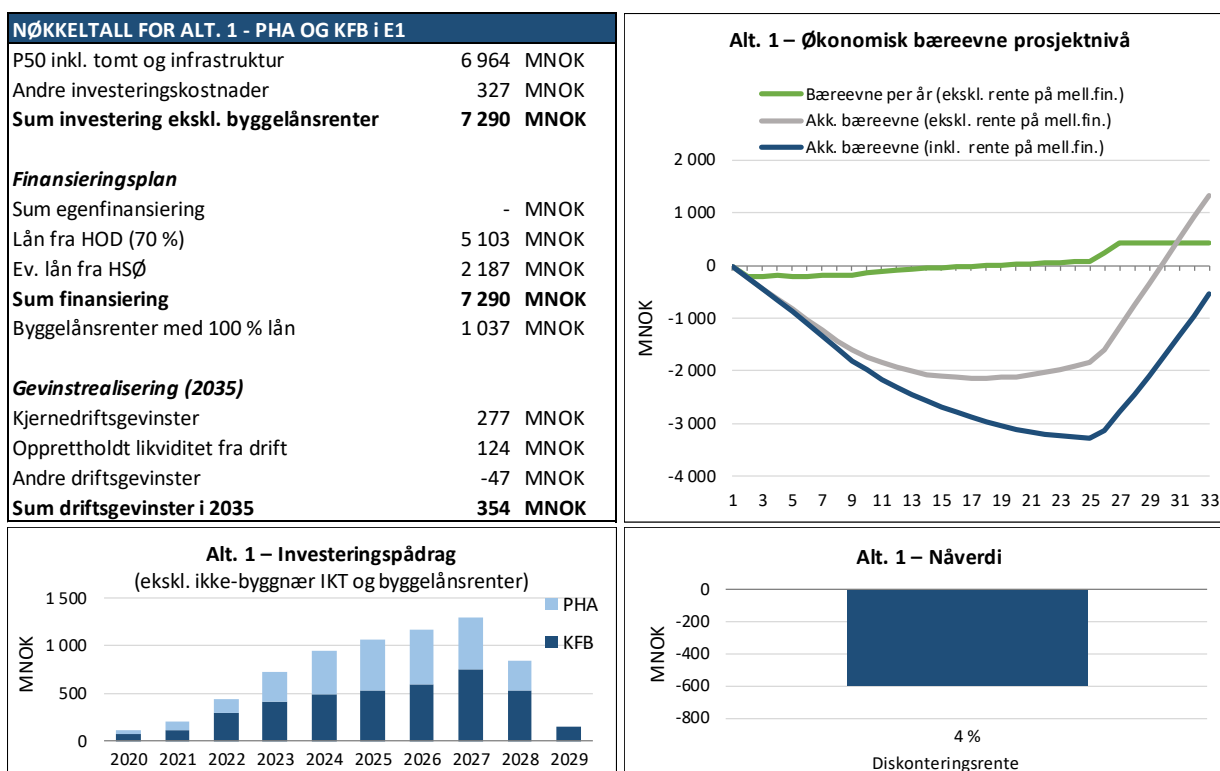 NØKKELTALL FOR ALT. 1 - PHA OG KFB i E1
P50 inkl. tomt og infrastruktur 6 964 MNOK
Andre investeringskostnader 327 MNOK
Sum investering ekskl. byggelånsrenter 7 290 MNOK
Finansieringsplan
Sum egenfinansiering - MNOK
Lån fra HOD (70 %) 5 103 MNOK
Ev. lån fra HSØ 2 187 MNOK
Sum finansiering 7 290 MNOK
Byggelånsrenter med 100 % lån 1 037 MNOK
Gevinstrealisering (2035)
Kjernedriftsgevinster 277 MNOK
Opprettholdt likviditet fra drift 124 MNOK
Andre driftsgevinster -47 MNOK
Sum driftsgevinster i 2035 354 MNOK
Alt. 1 – Økonomisk bæreevne prosjektnivå
Bæreevne per år (ekskl. rente på mell.fin.)
Akk. bæreevne (ekskl. rente på mell.fin.)
Akk. bæreevne (inkl. rente på mell.fin.)
2 000
1 000
0
-1 000
-2 000
-3 000
-4 000
MNOK
1 3 5 7 9 11 13 15 17 19 21 23 25 27 29 31 33
Alt. 1 – Investeringspådrag
(ekskl. ikke-byggnær IKT og byggelånsrenter)
1 500
1 000
500
0
MNOK
PHA
KFB
2020 2021 2022 2023 2024 2025 2026 2027 2028 2029
Alt. 1 – Nåverdi
0
-200
-400
-600
-800
MNOK
4 %
Diskonteringsrente